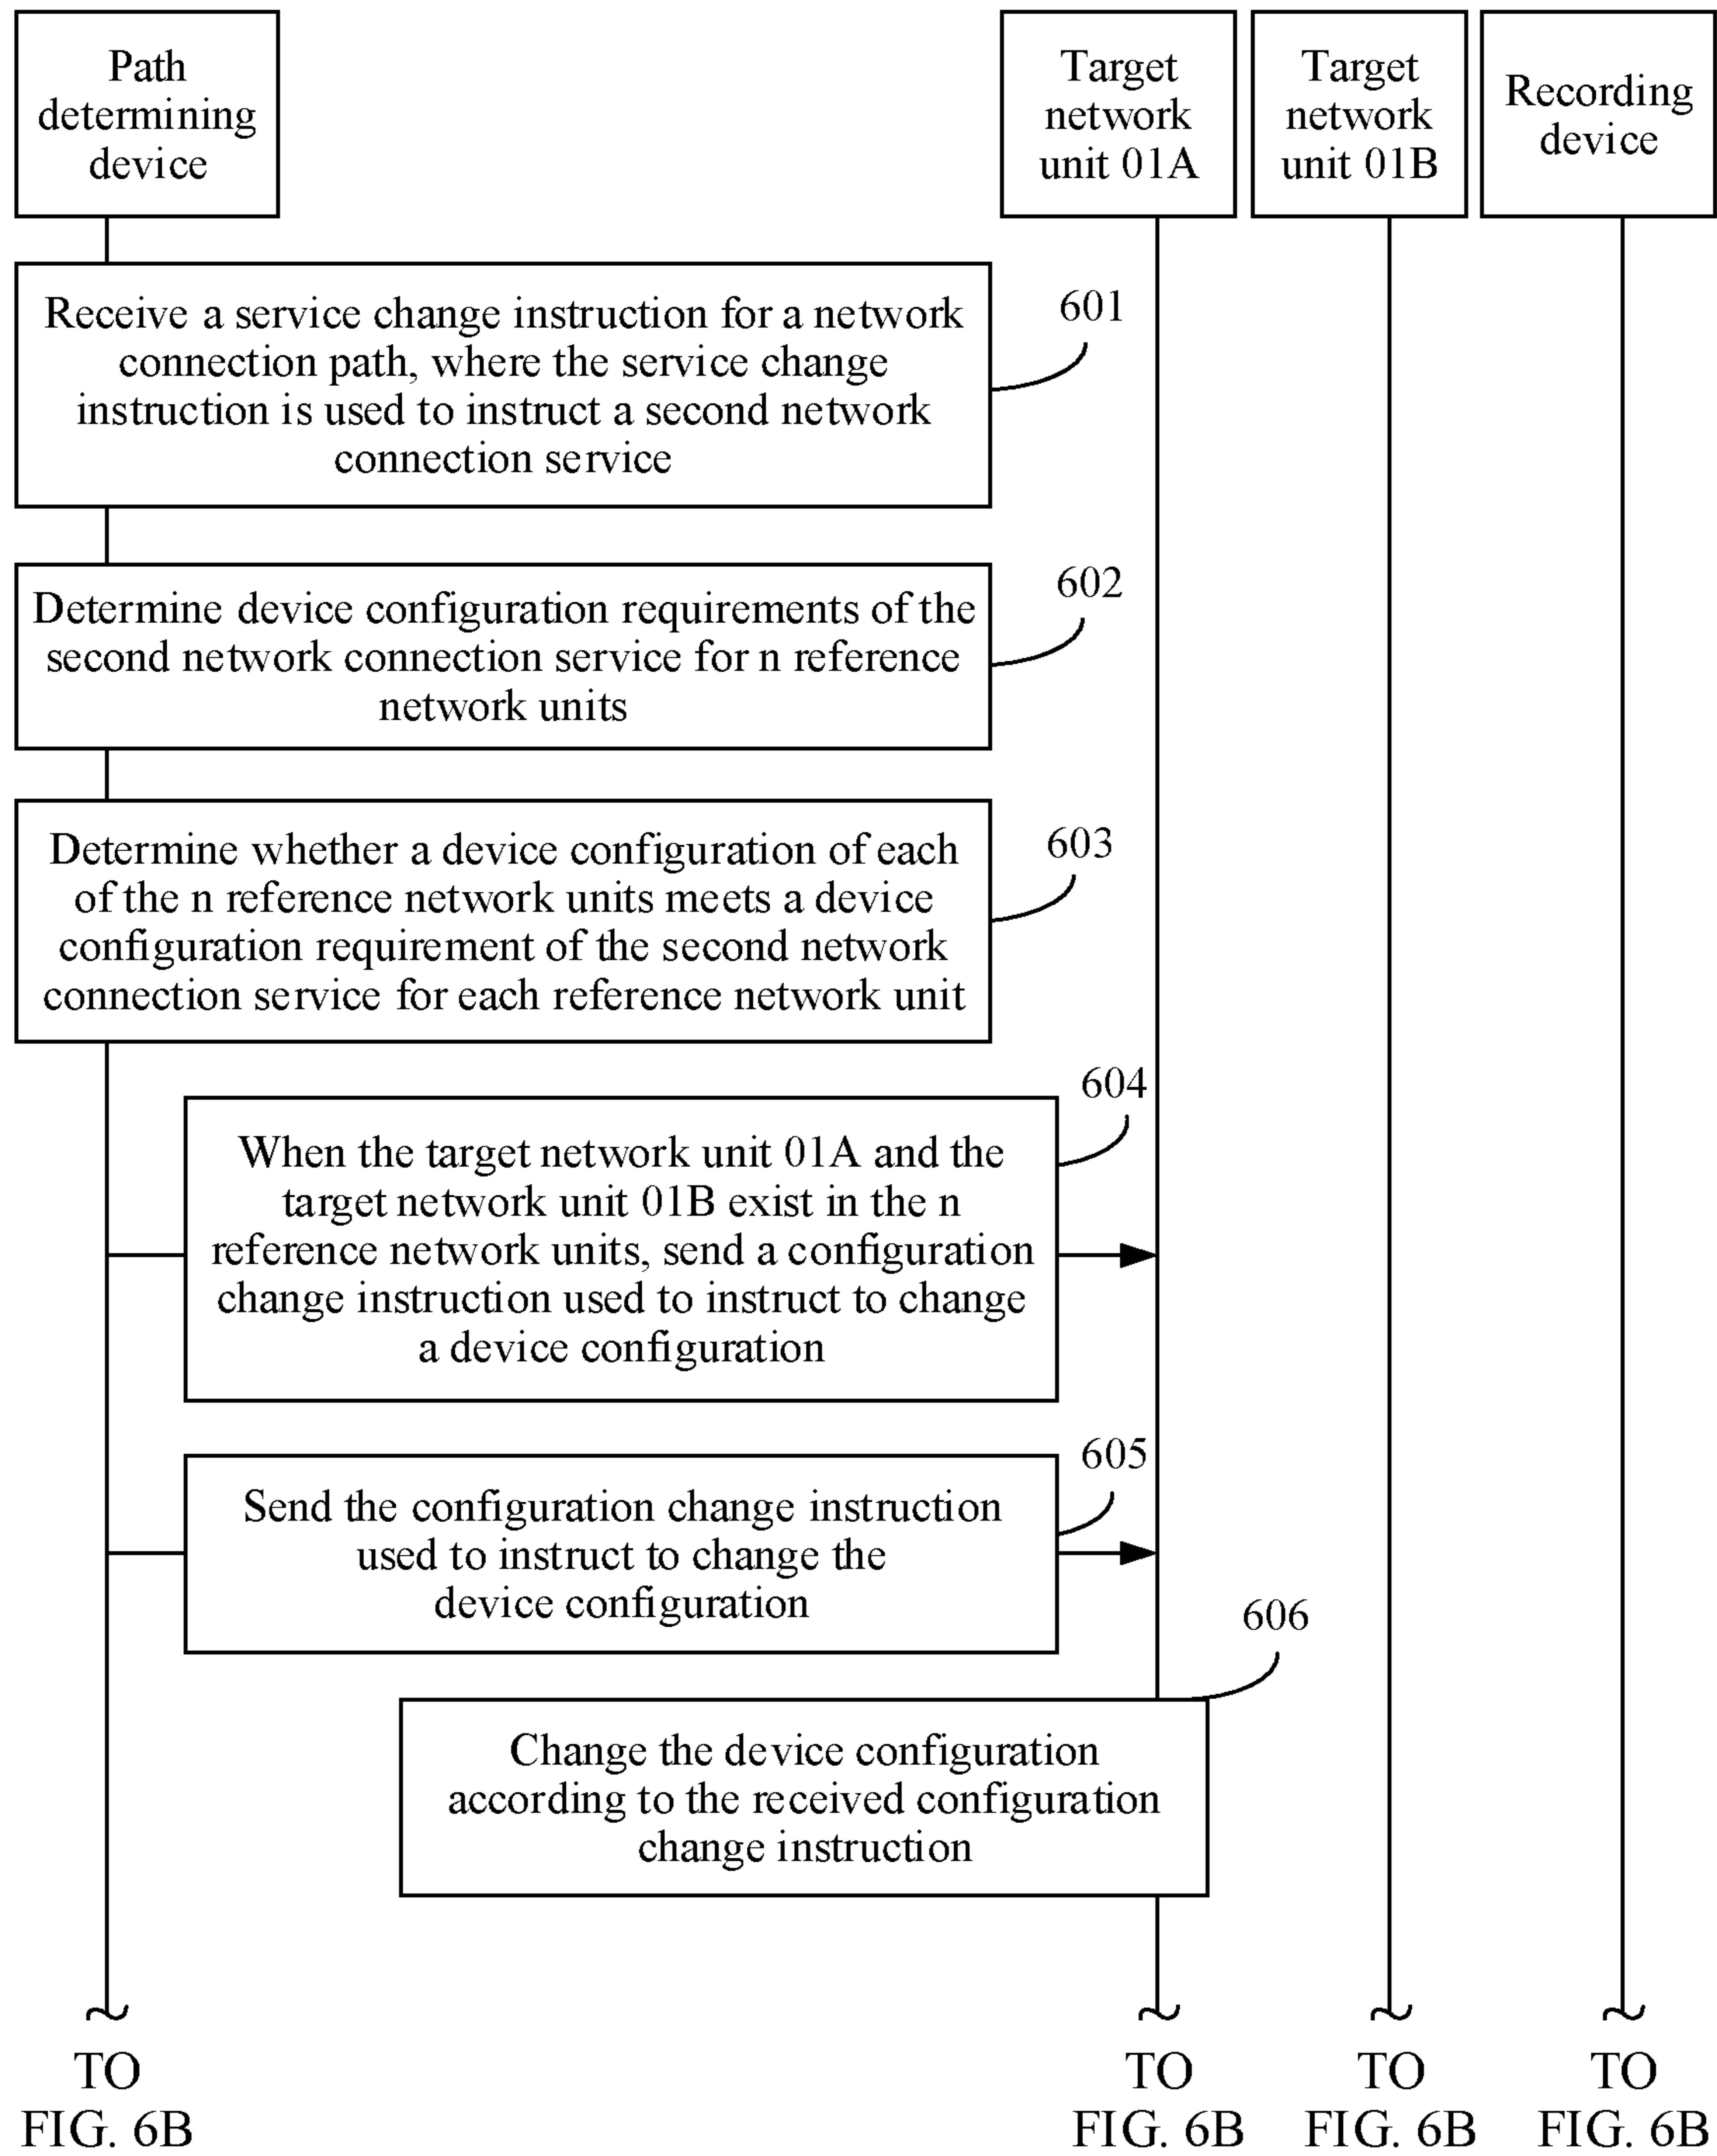 Path
determining
device
Target
network
unit 01A
Target
network
unit 01B
Recording
device
Receive a service change instruction for a network
connection path, where the service change
instruction is used to instruct a second network
connection service
601
Determine device configuration requirements of the
second network connection service for n reference
network units
602
Determine whether a device configuration of each
of the n reference network units meets a device
configuration requirement of the second network
connection service for each reference network unit
603
When the target network unit 01A and the
target network unit 01B exist in the n
reference network units, send a configuration
change instruction used to instruct to change
a device configuration
604
Send the configuration change instruction
used to instruct to change the
device configuration
605
Change the device configuration
according to the received configuration
change instruction
606
TO
FIG. 6B
TO
FIG. 6B
TO
FIG. 6B
TO
FIG. 6B